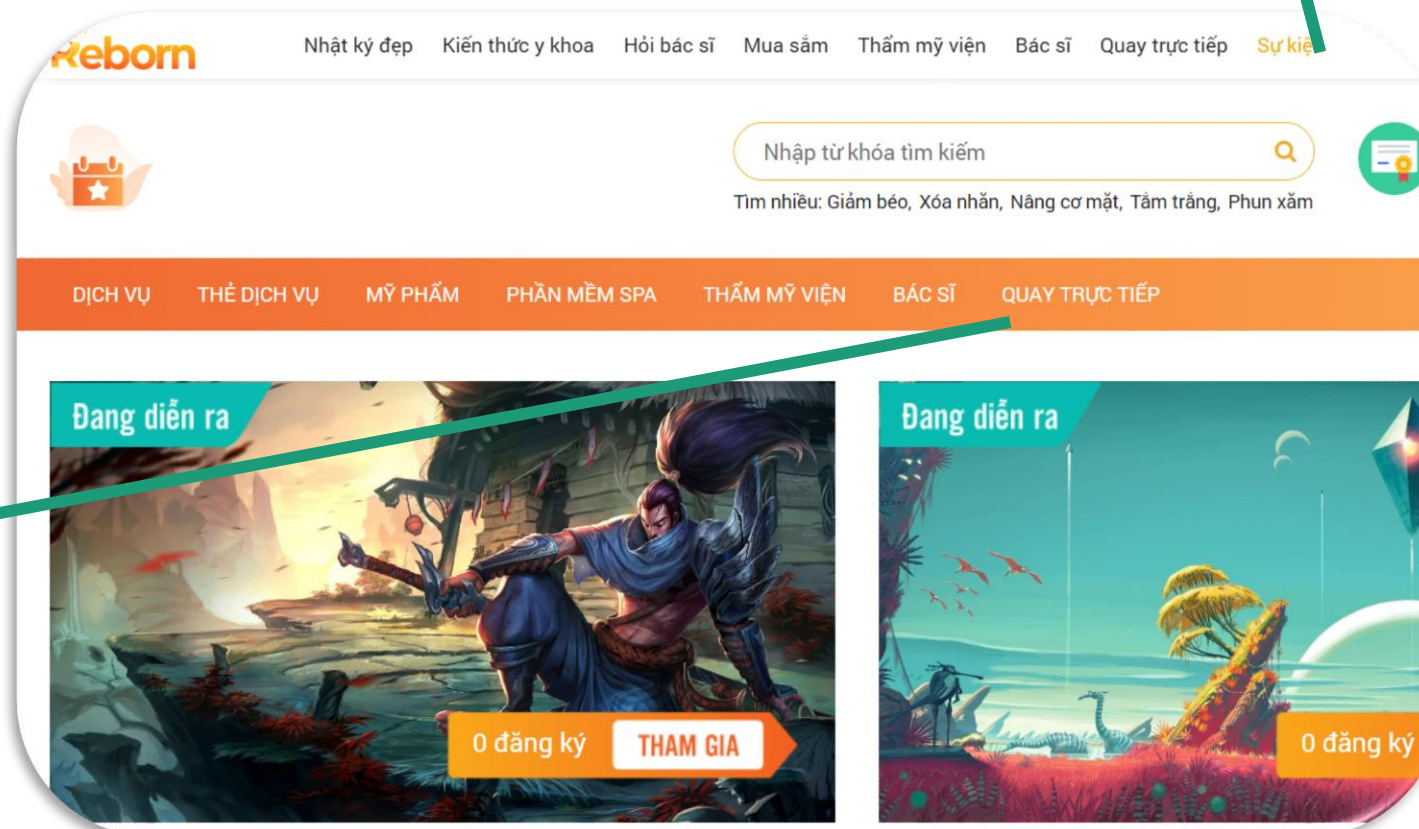 Reborn
Nhật ký đẹp Kiến thức y khoa Hỏi bác sĩ Mua sắm Thẩm mỹ viện Bác sĩ Quay trực tiếp Sự
Nhập từ khóa tìm kiếm
Tìm nhiều: Giảm béo, Xóa nhăn, Nâng cơ mặt, Tắm trắng, Phun xăm
DỊCH VỤ THẺ DỊCH VỤ MỸ PHẨM PHẦN MỀM SPA THẨM MỸ VIỆN BÁC SĨ QUAY TRỰC TIẾP
Đang diễn ra Đang diễn ra
0 đăng ký THAM GIA 0 đăng ký